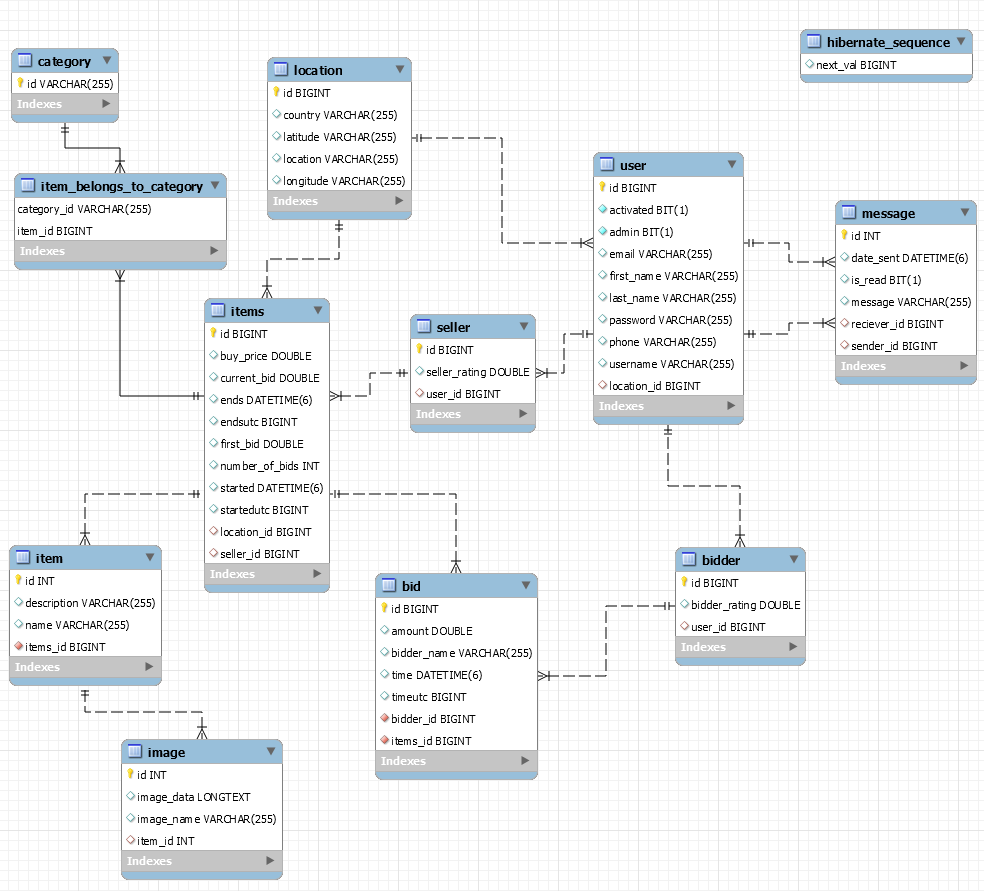 category
id VARCHAR(255)
Indexes
location
id BIGINT
country VARCHAR(255)
latitude VARCHAR(255)
location VARCHAR(255)
longitude VARCHAR(255)
Indexes
hibernate_sequence
next_val BIGINT
item_belongs_to_category
category_id VARCHAR(255)
item_id BIGINT
Indexes
user
id BIGINT
activated BIT(1)
admin BIT(1)
email VARCHAR(255)
first_name VARCHAR(255)
last_name VARCHAR(255)
password VARCHAR(255)
phone VARCHAR(255)
username VARCHAR(255)
location_id BIGINT
Indexes
message
id INT
date_sent DATETIME(6)
is_read BIT(1)
message VARCHAR(255)
reciever_id BIGINT
sender_id BIGINT
Indexes
items
id BIGINT
buy_price DOUBLE
current_bid DOUBLE
ends DATETIME(6)
endsutc BIGINT
first_bid DOUBLE
number_of_bids INT
started DATETIME(6)
startedutc BIGINT
location_id BIGINT
seller_id BIGINT
Indexes
seller
id BIGINT
seller_rating DOUBLE
user_id BIGINT
Indexes
item
id INT
description VARCHAR(255)
name VARCHAR(255)
items_id BIGINT
Indexes
bid
id BIGINT
amount DOUBLE
bidder_name VARCHAR(255)
time DATETIME(6)
timeutc BIGINT
bidder_id BIGINT
items_id BIGINT
Indexes
bidder
id BIGINT
bidder_rating DOUBLE
user_id BIGINT
Indexes
image
id INT
image_data LONGTEXT
image_name VARCHAR(255)
item_id INT
Indexes